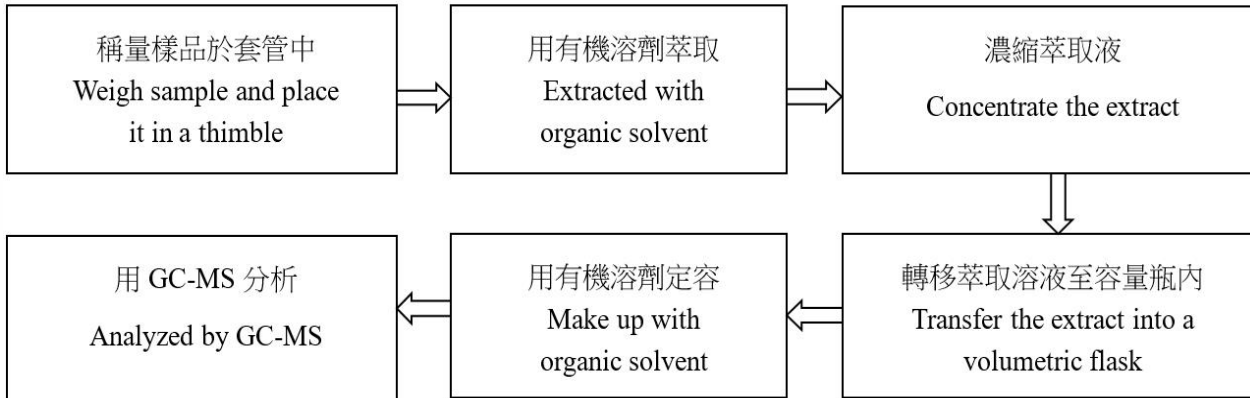 稱量樣品於套管中
Weigh sample and place
it in a thimble
用有機溶劑萃取
Extracted with
organic solvent
濃縮萃取液
Concentrate the extract
轉移萃取溶液至容量瓶內
Transfer the extract into a
volumetric flask
用有機溶劑定容
Make up with
organic solvent
用 GC-MS 分析
Analyzed by GC-MS